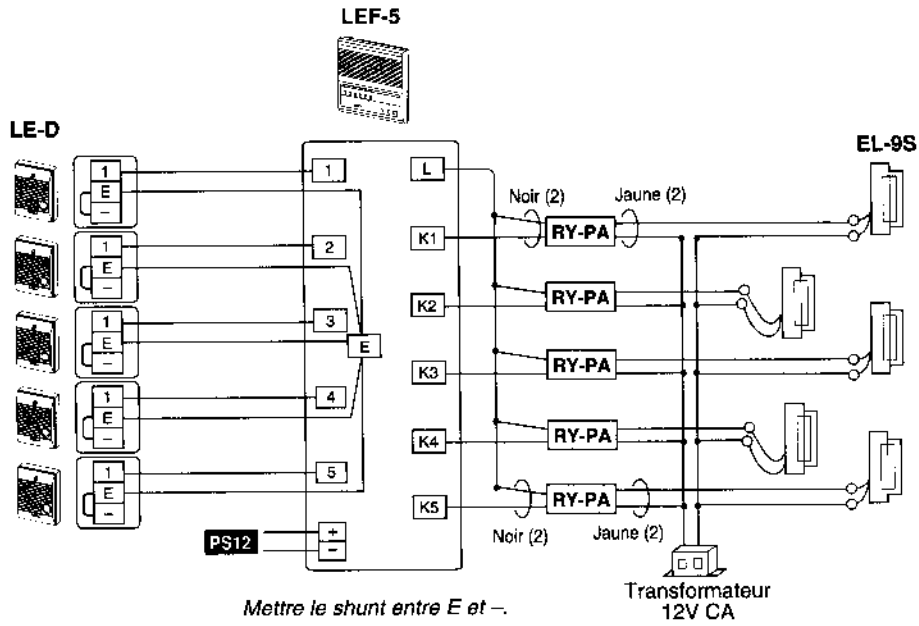 LEF-5
LE-D
EL-9S
1
E
–
1
E
–
1
E
–
1
E
–
1
E
–
1
2
3
E
4
5
+
–
PS12
L
K1
K2
K3
K4
K5
Noir (2)
Jaune (2)
RY-PA
RY-PA
RY-PA
RY-PA
RY-PA
Noir (2)
Jaune (2)
Transformateur
12V CA
Mettre le shunt entre E et –.